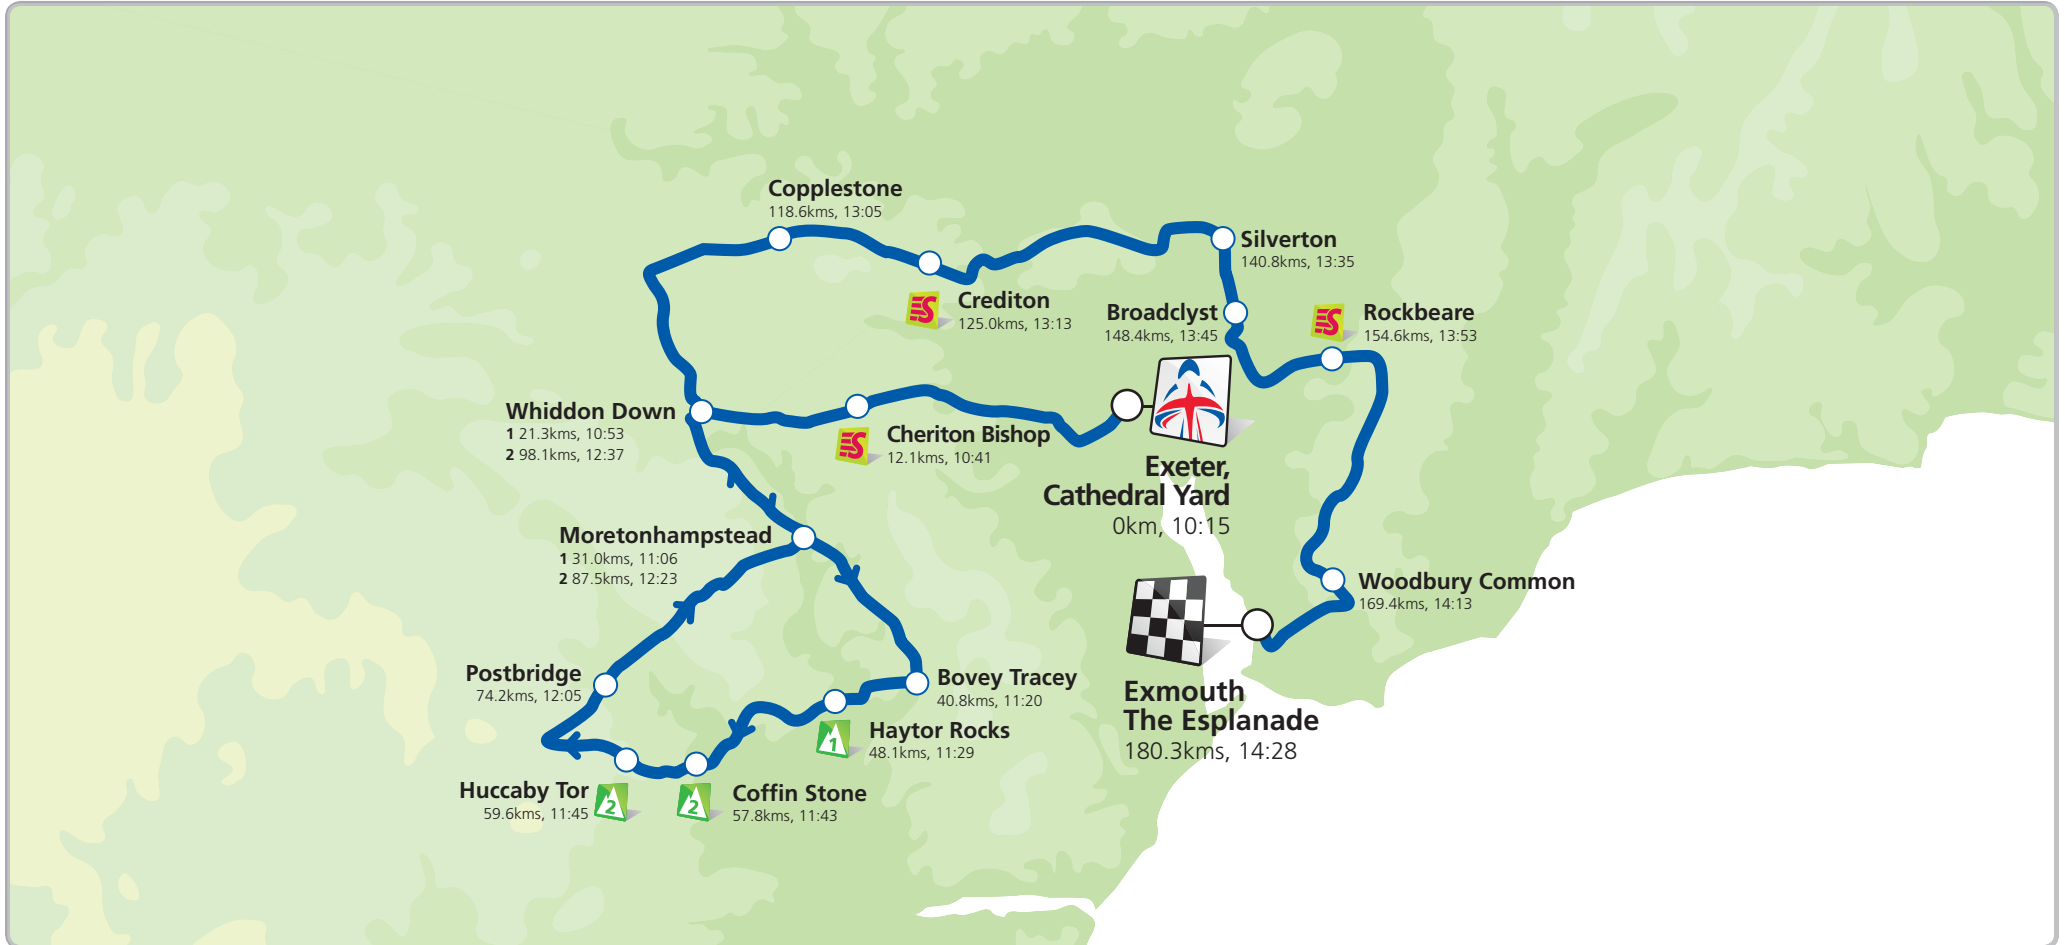 Copplestone
118.6kms, 13:05
Silverton
140.8kms, 13:35
S
Crediton
125.0kms, 13:13
Broadclyst
148.4kms, 13:45
S
Rockbeare
154.6kms, 13:53
Whiddon Down
1 21.3kms, 10:53
2 98.1kms, 12:37
S
Cheriton Bishop
12.1kms, 10:41
Exeter,
Cathedral Yard
0km, 10:15
Moretonhampstead
1 31.0kms, 11:06
2 87.5kms, 12:23
Woodbury Common
169.4kms, 14:13
Postbridge
74.2kms, 12:05
Bovey Tracey
40.8kms, 11:20
Exmouth
The Esplanade
180.3kms, 14:28
1
Haytor Rocks
48.1kms, 11:29
Huccaby Tor
59.6kms, 11:45
2
2
Coffin Stone
57.8kms, 11:43